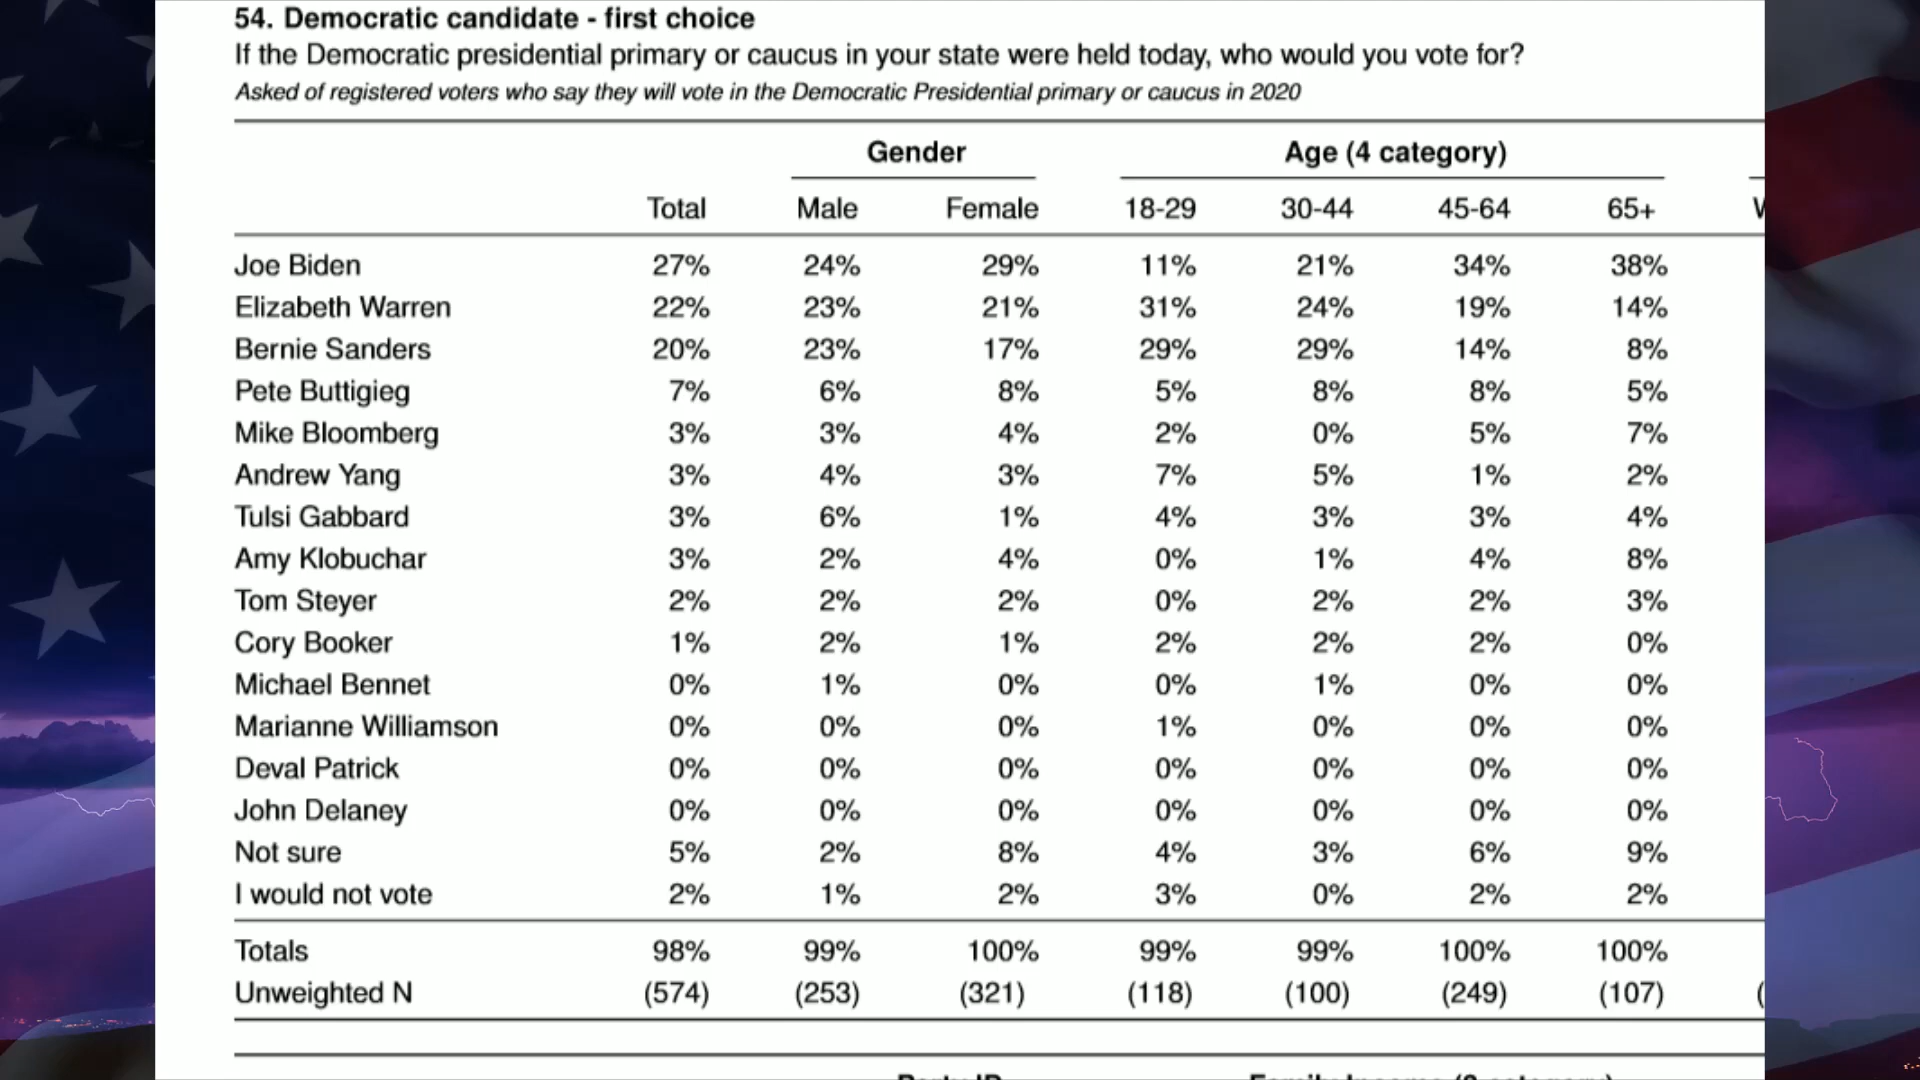 54. Democratic candidate - first choice
If the Democratic presidential primary or caucus in your state were held today, who would you vote for?
Asked of registered voters who say they will vote in the Democratic Presidential primary or caucus in 2020
Gender Age (4 category)
Total Male Female 18-29 30-44 45-64 65+
Joe Biden 27% 24% 29% 11% 21% 34% 38%
Elizabeth Warren 22% 23% 21% 31% 24% 19% 14%
Bernie Sanders 20% 23% 17% 29% 29% 14% 8%
Pete Buttigieg 7% 6% 8% 5% 8% 8% 5%
Mike Bloomberg 3% 3% 4% 2% 0% 5% 7%
Andrew Yang 3% 4% 3% 7% 5% 1% 2%
Tulsi Gabbard 3% 6% 1% 4% 3% 3% 4%
Amy Klobuchar 3% 2% 4% 0% 1% 4% 8%
Tom Steyer 2% 2% 2% 0% 2% 2% 3%
Cory Booker 1% 2% 1% 2% 2% 2% 0%
Michael Bennet 0% 1% 0% 0% 1% 0% 0%
Marianne Williamson 0% 0% 0% 1% 0% 0% 0%
Deval Patrick 0% 0% 0% 0% 0% 0% 0%
John Delaney 0% 0% 0% 0% 0% 0% 0%
Not sure 5% 2% 8% 4% 3% 6% 9%
I would not vote 2% 1% 2% 3% 0% 2% 2%
Totals 98% 99% 100% 99% 99% 100% 100%
Unweighted N (574) (253) (321) (118) (100) (249) (107)